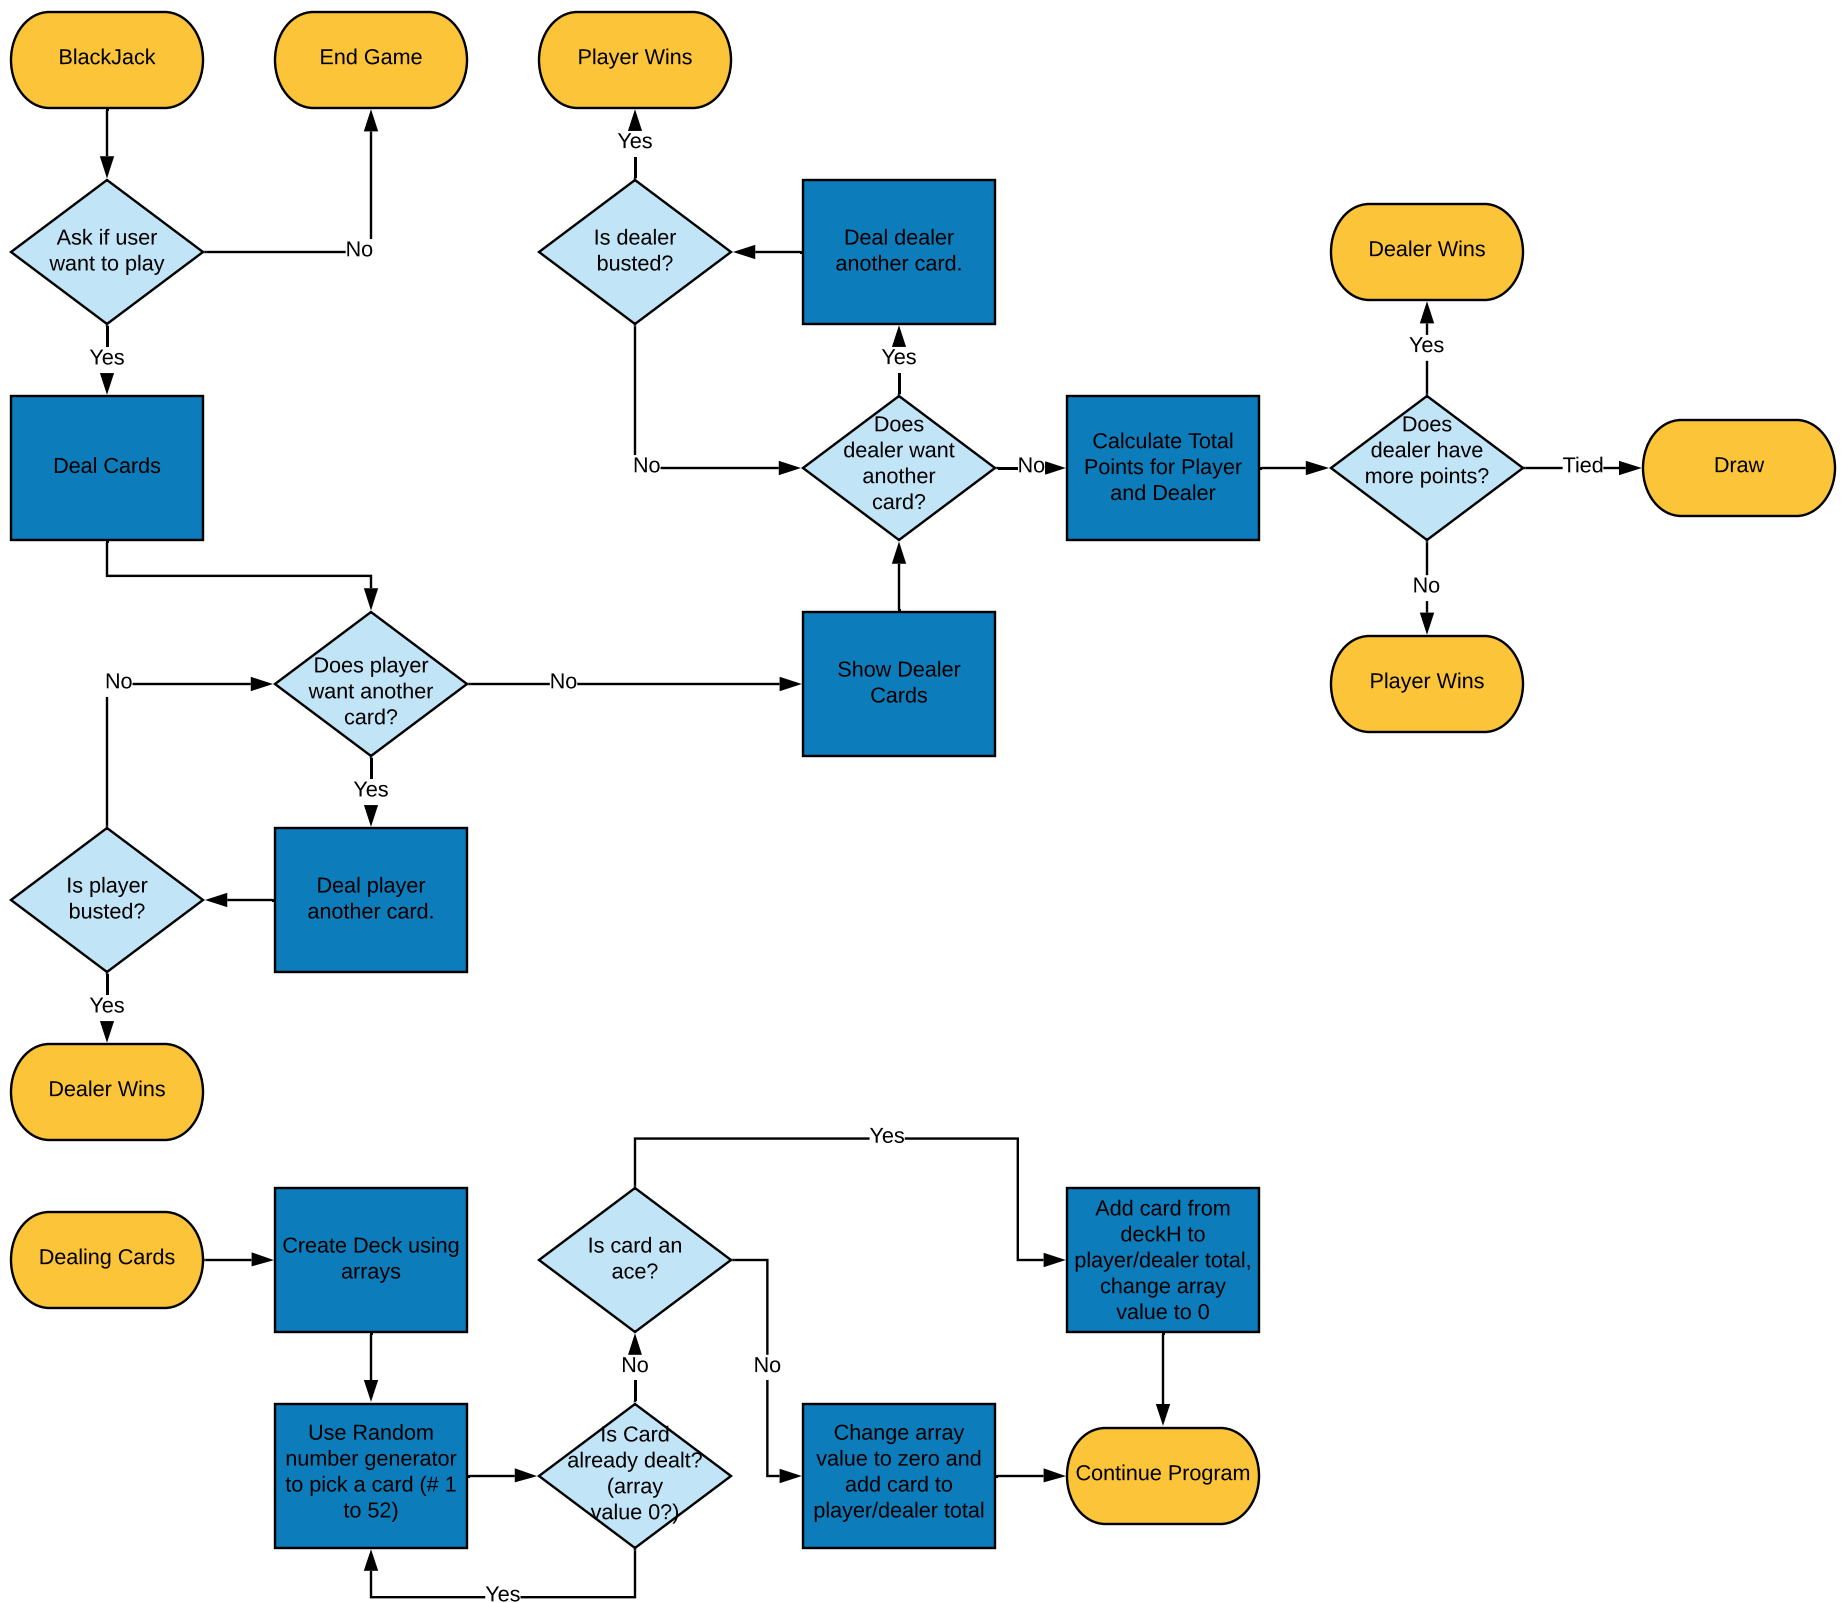 BlackJack
End Game
Player Wins
Yes
Ask if user
want to play
No
Is dealer
busted?
Deal dealer
another card.
Dealer Wins
Yes
Yes
Yes
Deal Cards
No
Does
dealer want
another
card?
No
Calculate Total
Points for Player
and Dealer
Does
dealer have
more points?
Tied
Draw
No
No
Does player
want another
card?
No
Show Dealer
Cards
Player Wins
Yes
Is player
busted?
Deal player
another card.
Yes
Dealer Wins
Yes
Dealing Cards
Create Deck using
arrays
Is card an
ace?
Add card from
deckH to
player/dealer total,
change array
value to 0
No
No
Use Random
number generator
to pick a card (# 1
to 52)
Is Card
already dealt?
(array
value 0?)
Change array
value to zero and
add card to
player/dealer total
Continue Program
Yes